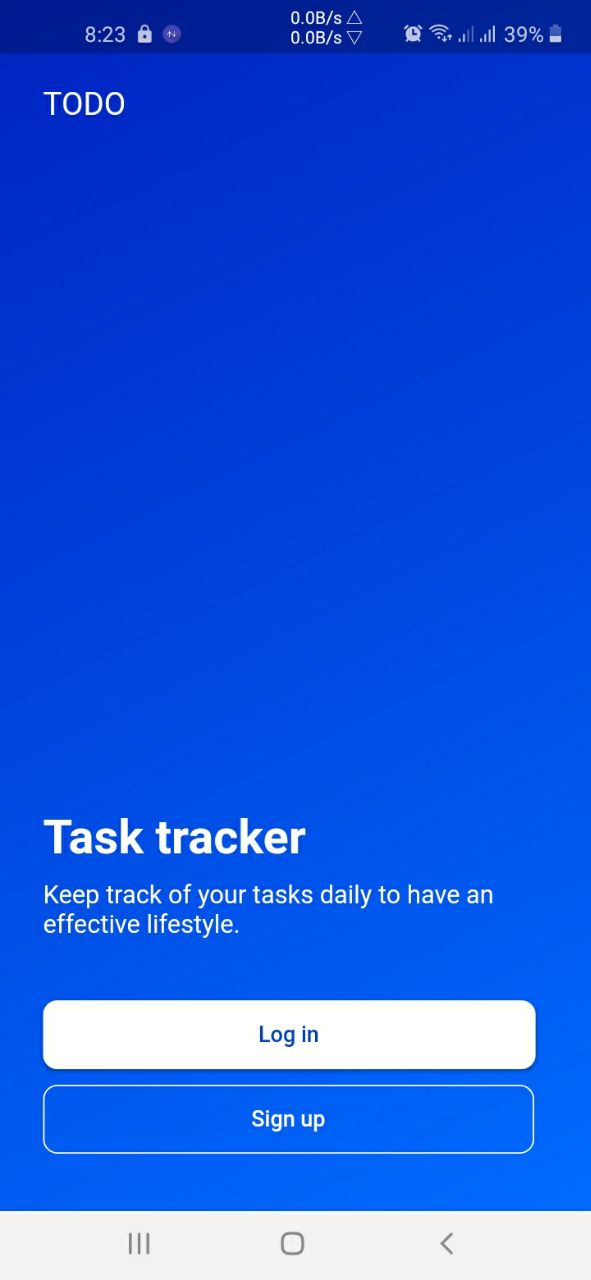 8:23
0.0B/s △
0.0B/s ▽
39%
TODO
Task tracker
Keep track of your tasks daily to have an
effective lifestyle.
Log in
Sign up